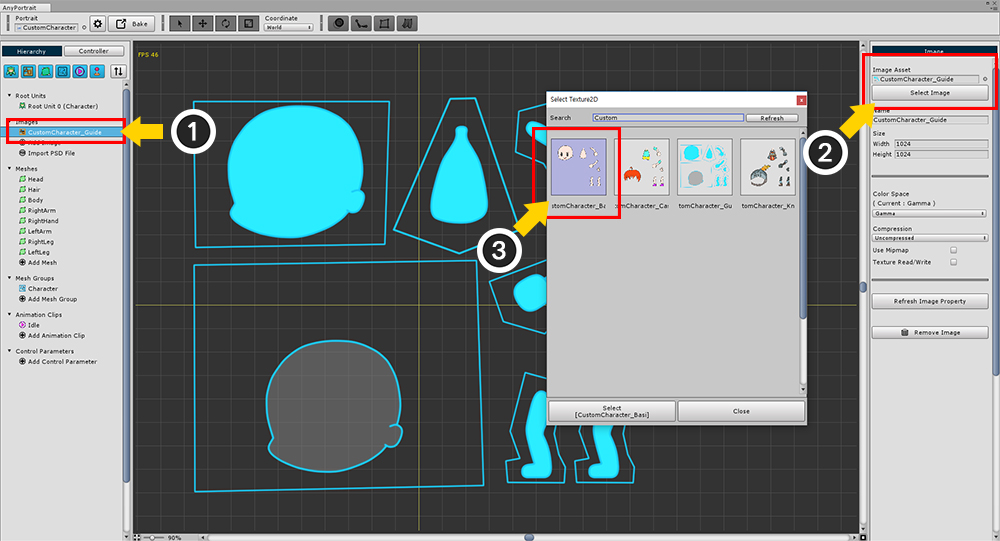 AnyPortrait
Portrait
CustomCharacter
Bake
Coordinate
World
Hierarchy
Controller
Root Units
Root Unit 0 (Character)
Images
CustomCharacter_Guide
Import PSD File
Meshes
Head
Hair
Body
RightArm
RightHand
LeftArm
RightLeg
LeftLeg
Add Mesh
Mesh Groups
Character
Add Mesh Group
Animation Clips
Idle
Add Animation Clip
Control Parameters
Add Control Parameter
1
FPS 46
90%
Select Texture2D
Search
Custom
Refresh
tomCharacter_Ba
tomCharacter_Ca
tomCharacter_Gu
tomCharacter_Kn
3
Select
[CustomCharacter_Basi]
Close
Image
Image Asset
CustomCharacter_Guide
Select Image
2
CustomCharacter_Guide
Size
Width 1024
Height 1024
Color Space
( Current : Gamma )
Gamma
Compression
Uncompressed
Use Mipmap
Texture Read/Write
Refresh Image Property
Remove Image